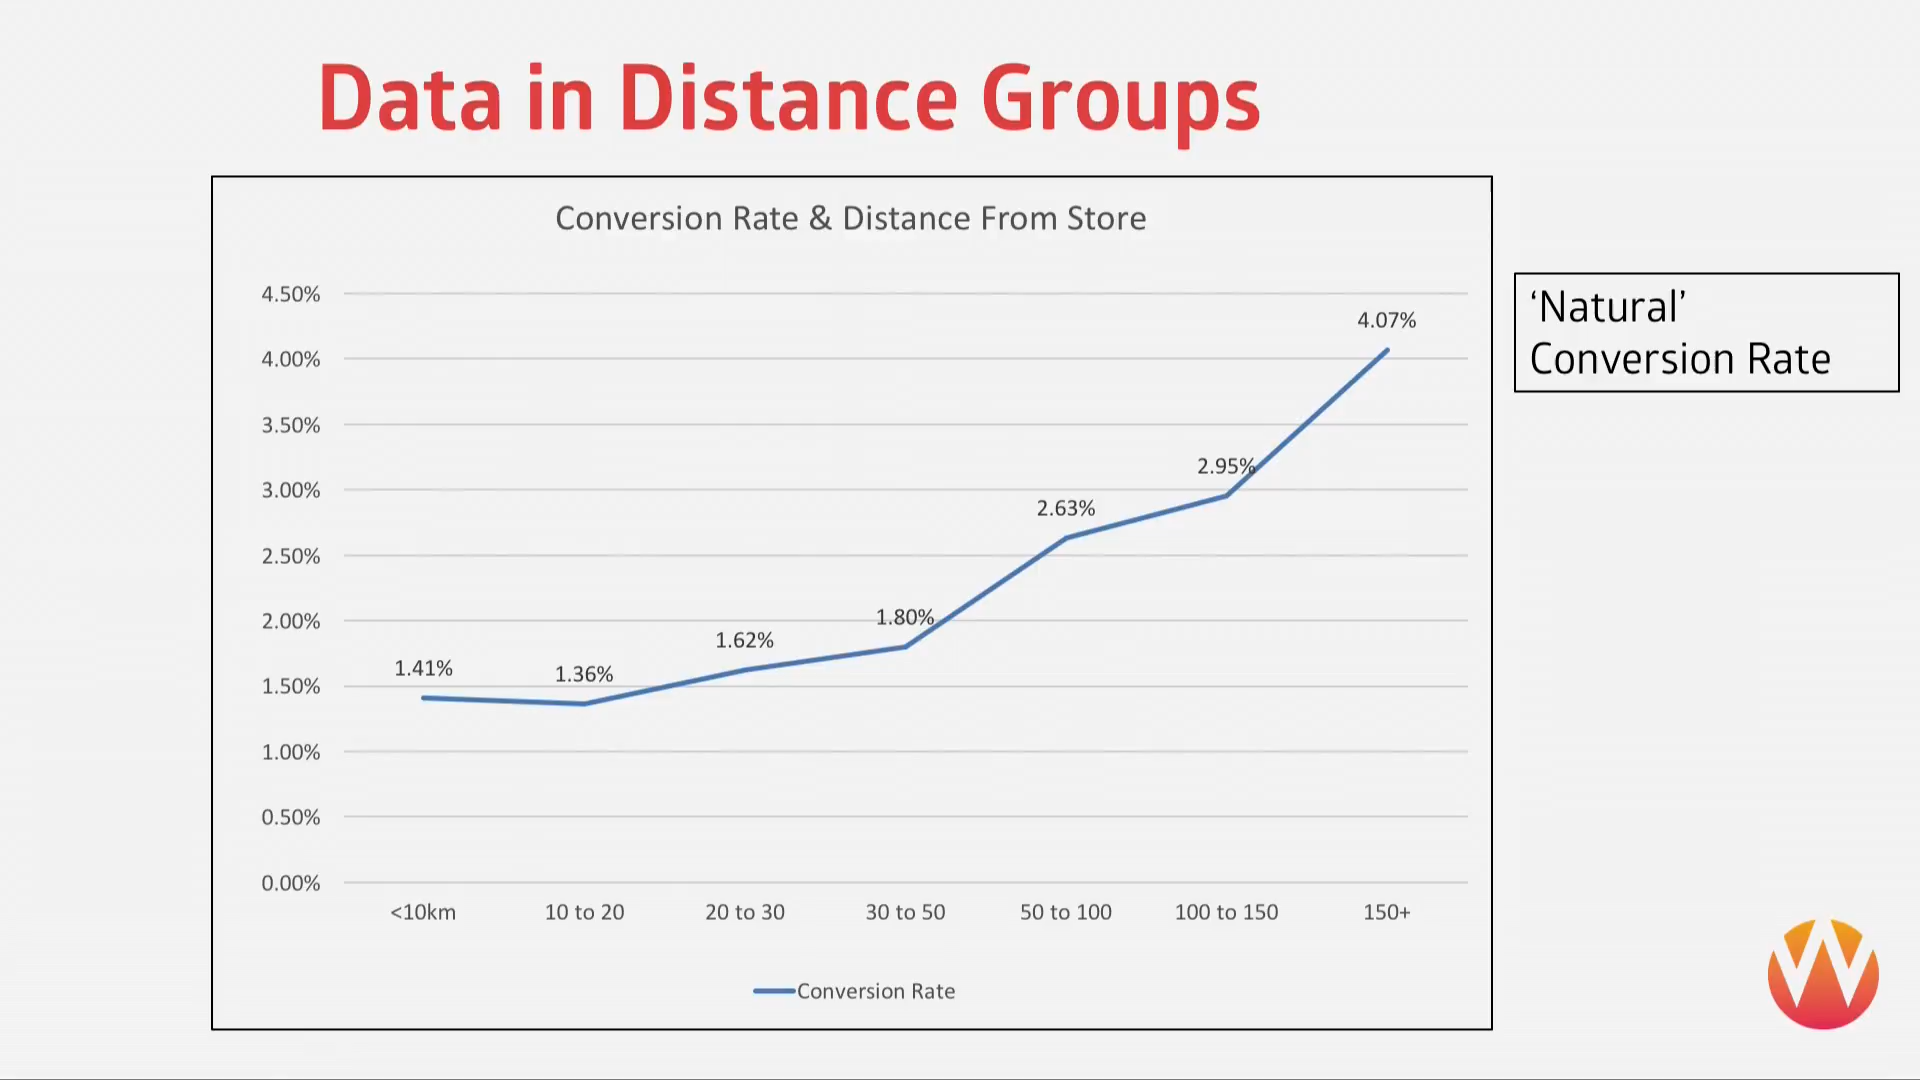 Data in Distance Groups
Conversion Rate & Distance From Store
‘Natural’
Conversion Rate
4.50%
4.00%
3.50%
3.00%
2.50%
2.00%
1.50%
1.00%
0.50%
0.00%
1.41%
1.36%
1.62%
1.80%
2.63%
2.95%
4.07%
<10km
10 to 20
20 to 30
30 to 50
50 to 100
100 to 150
150+
Conversion Rate
W